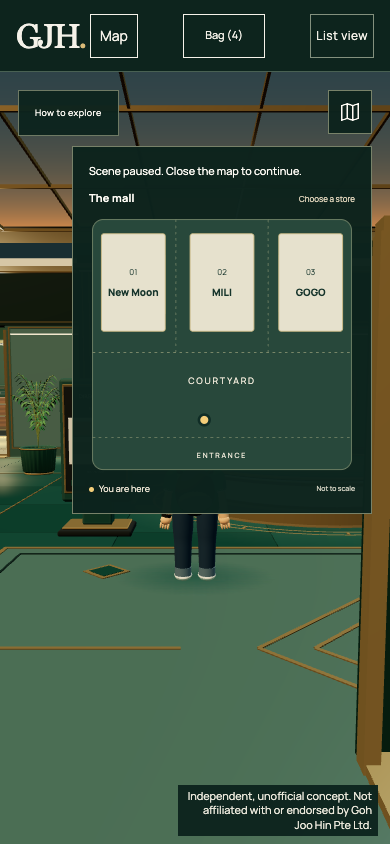 GJH.
Map
Bag (4)
List view
How to explore
Scene paused. Close the map to continue.
The mall
Choose a store
01
New Moon
02
MILI
03
GOGO
COURTYARD
ENTRANCE
You are here
Not to scale
Independent, unofficial concept. Not
affiliated with or endorsed by Goh
Joo Hin Pte Ltd.